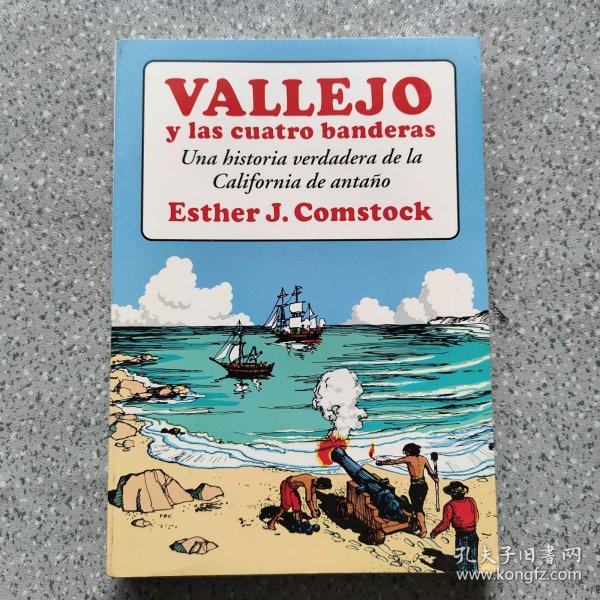 VALLEJO
y las cuatro banderas
Una historia verdadera de la
California de antaño
Esther J. Comstock
孔夫子旧書网
www.kongfz.com